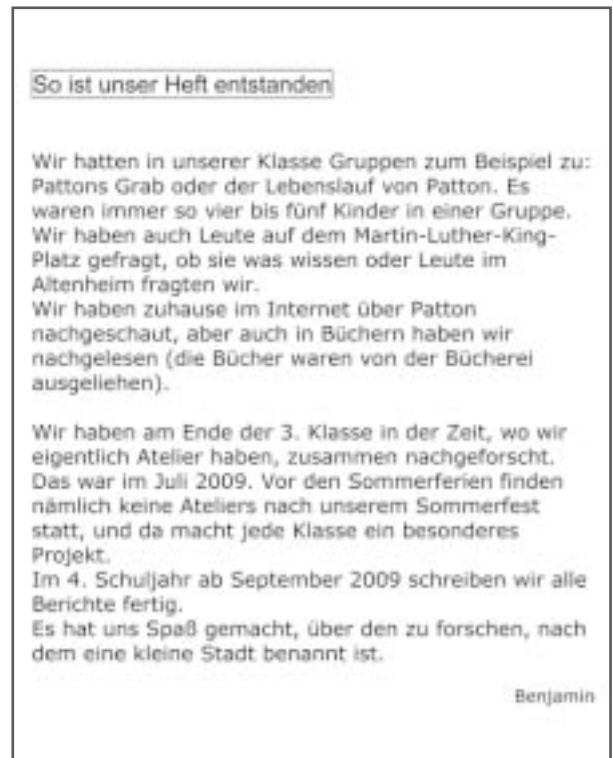 So ist unser Heft entstanden
Wir hatten in unserer Klasse Gruppen zum Beispiel zu:
Pattons Grab oder der Lebenslauf von Patton. Es
waren immer so vier bis fünf Kinder in einer Gruppe.
Wir haben auch Leute auf dem Martin-Luther-King-
Platz gefragt, ob sie was wissen oder Leute im
Altenheim fragten wir.
Wir haben zuhause im Internet über Patton
nachgeschaut, aber auch in Büchern haben wir
nachgelesen (die Bücher waren von der Bücherei
ausgeliehen).
Wir haben am Ende der 3. Klasse in der Zeit, wo wir
eigentlich Atelier haben, zusammen nachgeforscht.
Das war im Juli 2009. Vor den Sommerferien finden
nämlich keine Ateliers nach unserem Sommerfest
statt, und da macht jede Klasse ein besonderes
Projekt.
Im 4. Schuljahr ab September 2009 schreiben wir alle
Berichte fertig.
Es hat uns Spaß gemacht, über den zu forschen, nach
dem eine kleine Stadt benannt ist.
Benjamin